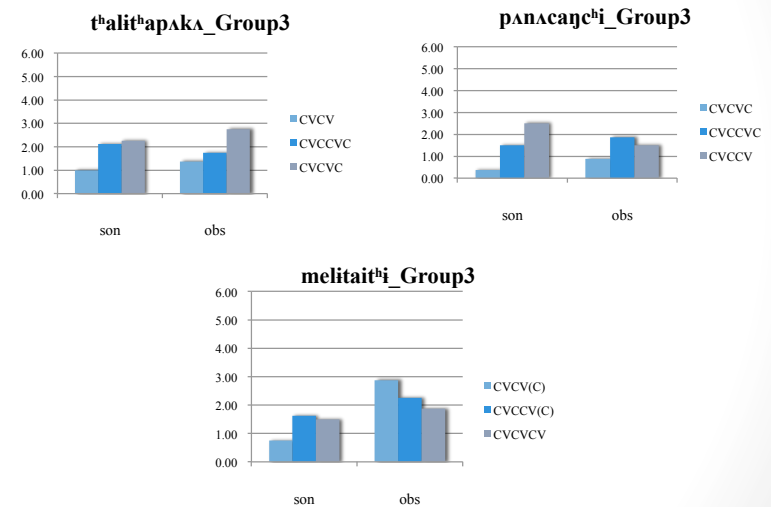 tʰalɨtʰapʌkʌ_Group3
6.00
5.00
4.00
3.00
2.00
1.00
0.00
son
obs
CVCV
CVCCVC
CVCVC
pʌnʌcaŋcʰi_Group3
6.00
5.00
4.00
3.00
2.00
1.00
0.00
son
obs
CVCVC
CVCCVC
CVCCV
melɨtaitʰɨ_Group3
6.00
5.00
4.00
3.00
2.00
1.00
0.00
son
obs
CVCV(C)
CVCCV(C)
CVCVCV